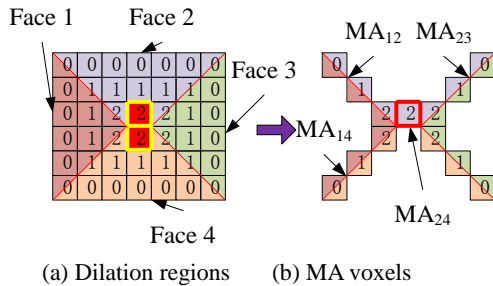 Face 1
Face 2
Face 3
Face 4
0 0 0 0 0 0 0
0 1 1 1 1 1 0
0 1 2 2 2 1 0
0 1 2 2 2 1 0
0 1 1 1 1 1 0
0 0 0 0 0 0 0
(a) Dilation regions
MA₁₂
MA₂₃
MA₁₄
MA₂₄
0 0
1 1
2 2 2
2 2
1 1
0 0
(b) MA voxels